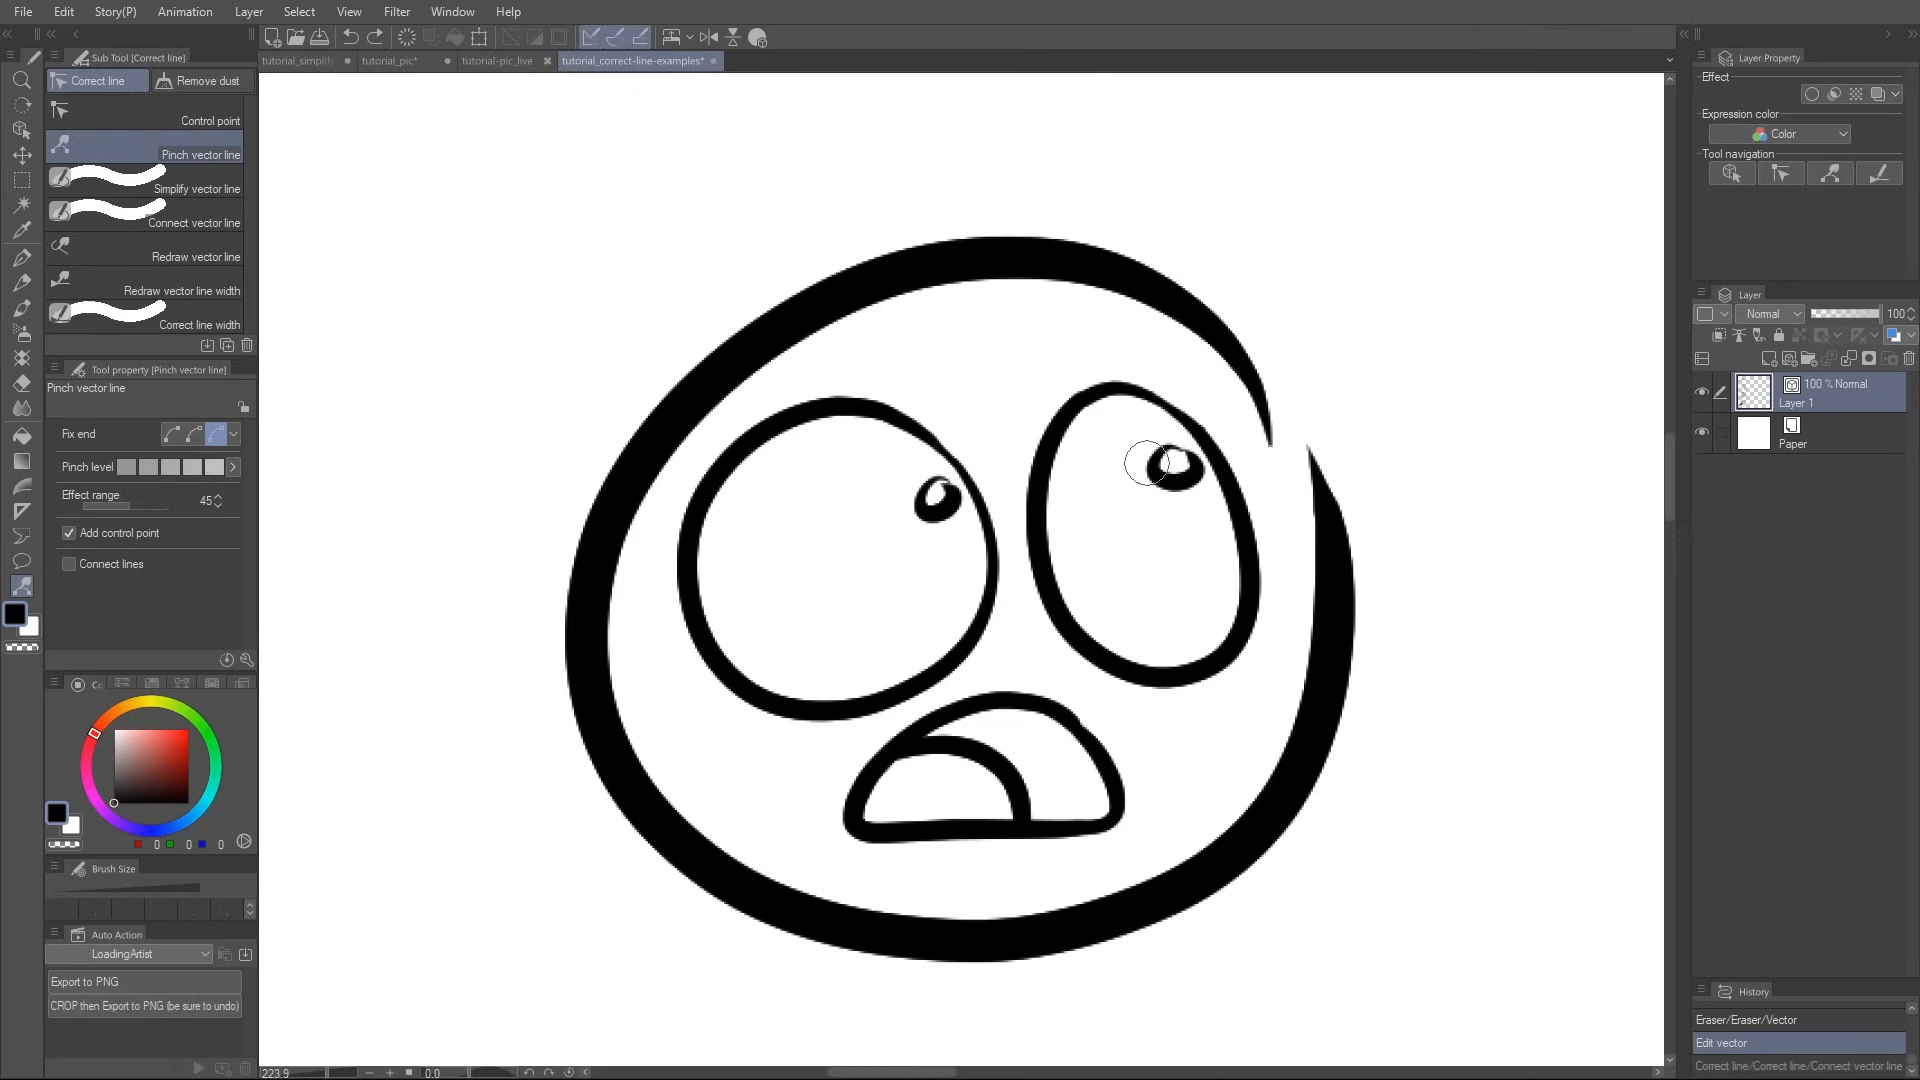 File Edit Story(P) Animation Layer Select View Filter Window Help
Sub Tool [Correct line]
Correct line Remove dust
Control point
Pinch vector line
Simplify vector line
Connect vector line
Redraw vector line
Redraw vector line width
Correct line width
Tool property [Pinch vector line]
Pinch vector line
Fix end
Pinch level
Effect range 45
Add control point
Connect lines
0 0 0
Brush Size
Auto Action
LoadingArtist
Export to PNG
CROP then Export to PNG (be sure to undo)
tutorial_simplify tutorial_pic* tutorial-pic_live tutorial_correct-line-examples*
223.9 0.0
Layer Property
Effect
Expression color
Color
Tool navigation
Layer
Normal 100
100 % Normal
Layer 1
Paper
History
Eraser/Eraser/Vector
Edit vector
Correct line/Correct line/Connect vector line